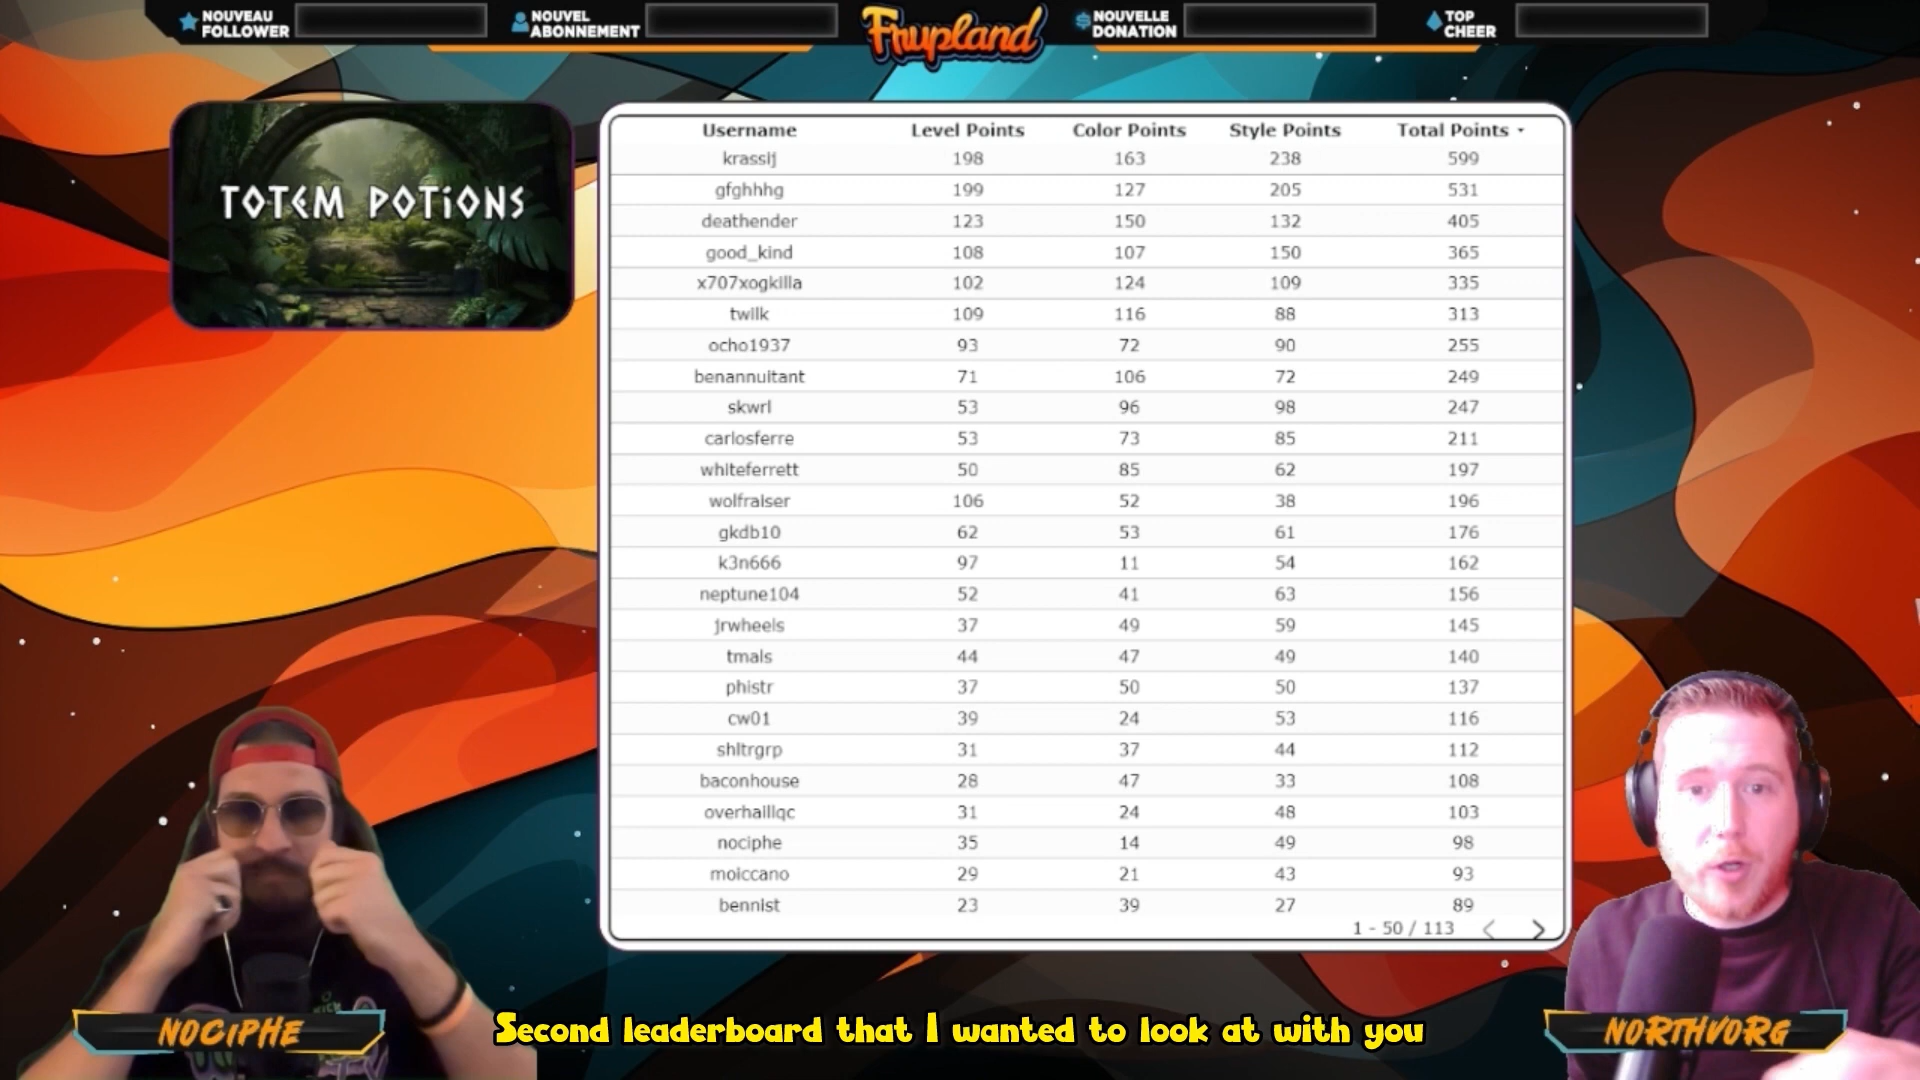 NOUVEAU FOLLOWER
NOUVEL ABONNEMENT
Frupland
NOUVELLE DONATION
TOP CHEER
TOTEM POTIONS
Username Level Points Color Points Style Points Total Points
krassij 198 163 238 599
gfghhhg 199 127 205 531
deathender 123 150 132 405
good_kind 108 107 150 365
x707xogkilla 102 124 109 335
twilk 109 116 88 313
ocho1937 93 72 90 255
benannuitant 71 106 72 249
skwrl 53 96 98 247
carlosferre 53 73 85 211
whiteferrett 50 85 62 197
wolfraiser 106 52 38 196
gkdb10 62 53 61 176
k3n666 97 11 54 162
neptune104 52 41 63 156
jrwheels 37 49 59 145
tmals 44 47 49 140
phistr 37 50 50 137
cw01 39 24 53 116
shltrgrp 31 37 44 112
baconhouse 28 47 33 108
overhallqc 31 24 48 103
nociphe 35 14 49 98
moiccano 29 21 43 93
bennist 23 39 27 89
1 - 50 / 113
NOCIPHE
Second leaderboard that I wanted to look at with you
NORTHVORG